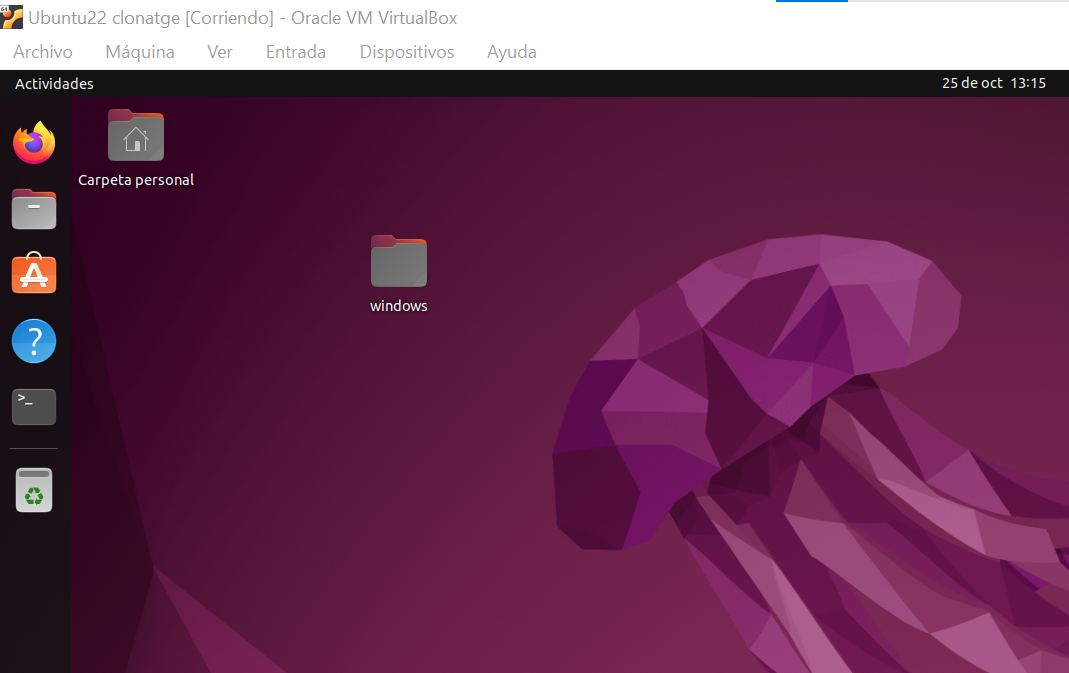 64
Ubuntu22 clonatge [Corriendo] - Oracle VM VirtualBox
Archivo Máquina Ver Entrada Dispositivos Ayuda
Actividades 25 de oct 13:15
Carpeta personal
windows
?
>_